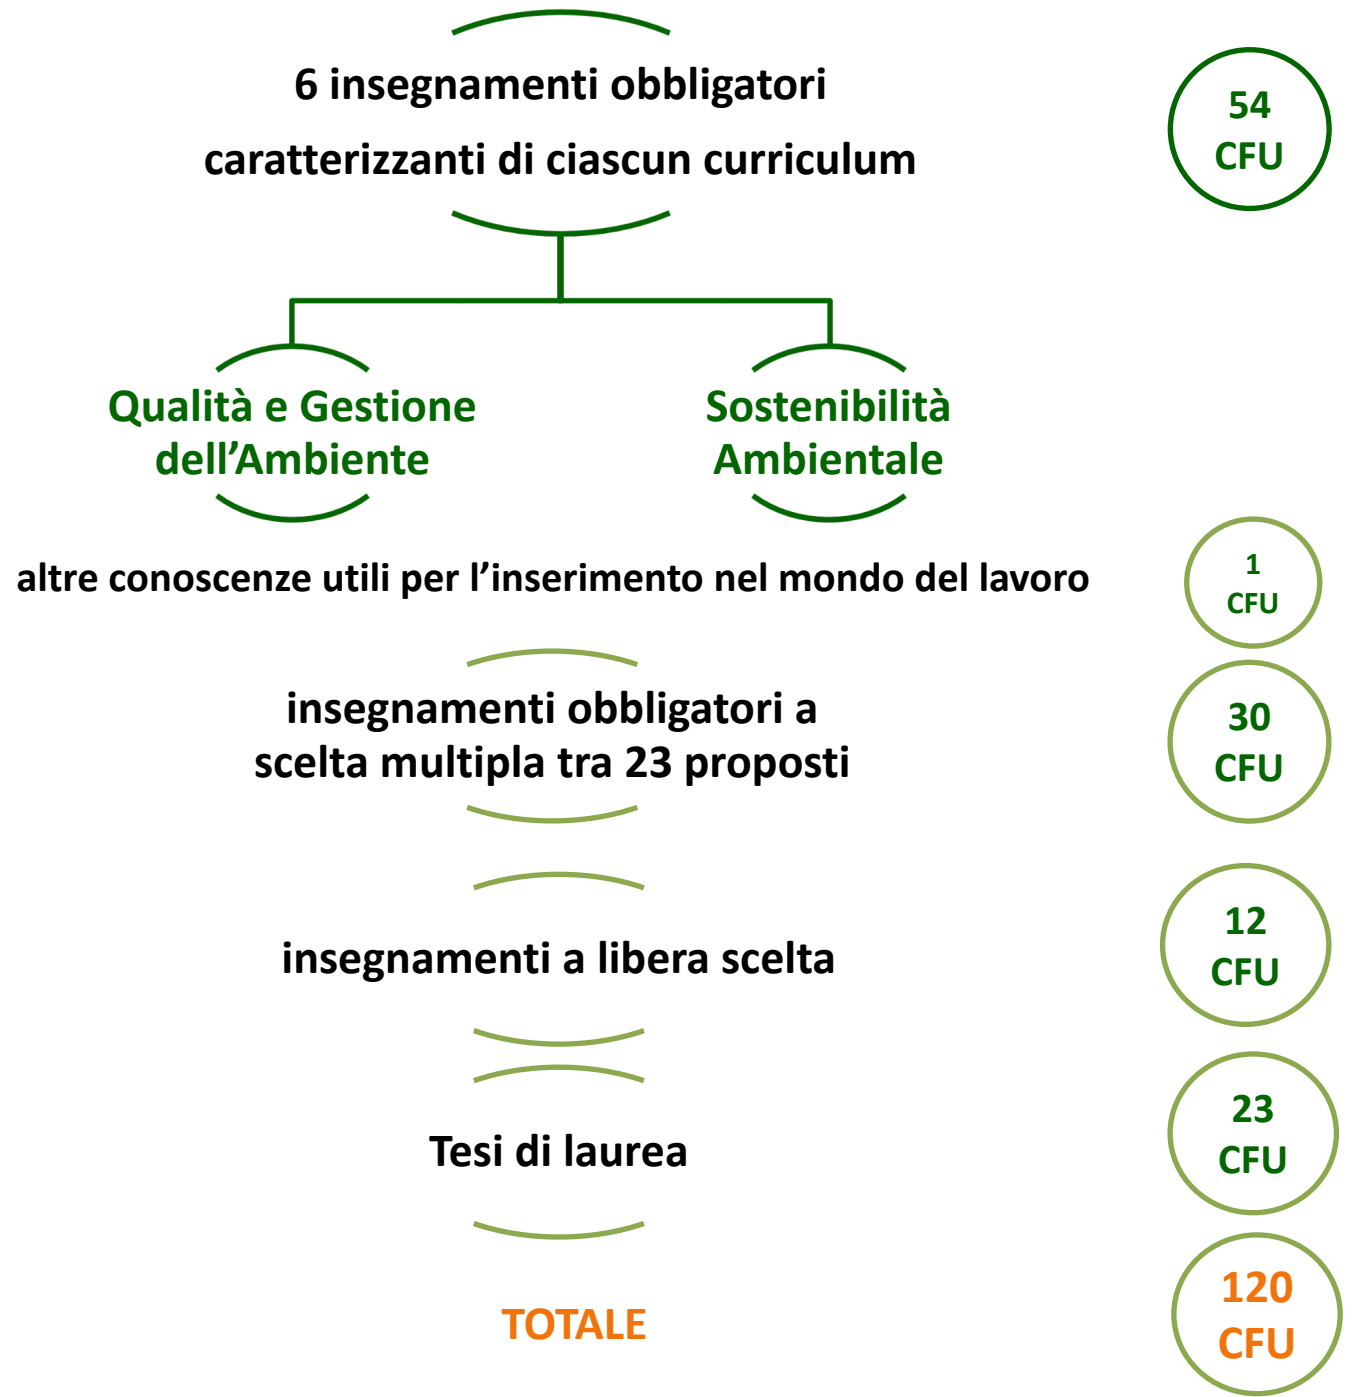 6 insegnamenti obbligatori
caratterizzanti di ciascun curriculum
54
CFU
Qualità e Gestione
dell’Ambiente
Sostenibilità
Ambientale
altre conoscenze utili per l’inserimento nel mondo del lavoro
1
CFU
insegnamenti obbligatori a
scelta multipla tra 23 proposti
30
CFU
insegnamenti a libera scelta
12
CFU
Tesi di laurea
23
CFU
TOTALE
120
CFU